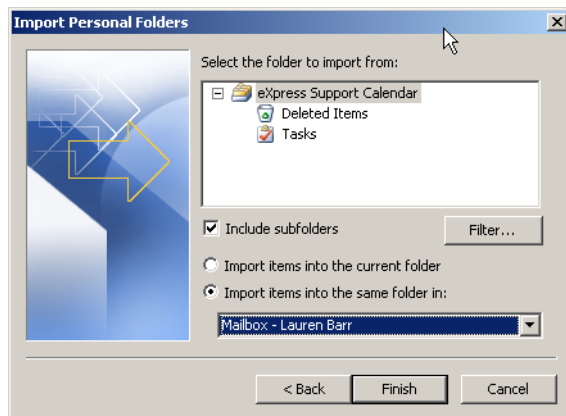 Import Personal Folders
Select the folder to import from:
eXpress Support Calendar
Deleted Items
Tasks
Include subfolders
Filter...
Import items into the current folder
Import items into the same folder in:
Mailbox - Lauren Barr
< Back
Finish
Cancel